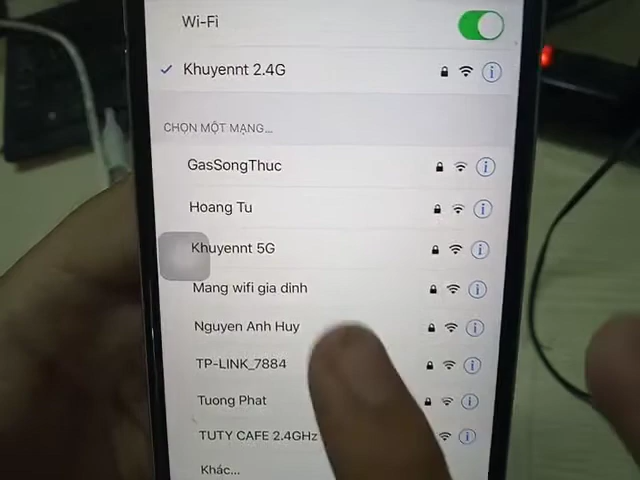 Wi-Fi
Khuyennt 2.4G
CHỌN MỘT MẠNG...
GasSongThuc
Hoang Tu
Khuyennt 5G
Mang wifi gia dinh
Nguyen Anh Huy
TP-LINK_7884
Tuong Phat
TUTY CAFE 2.4GHz
Khác...